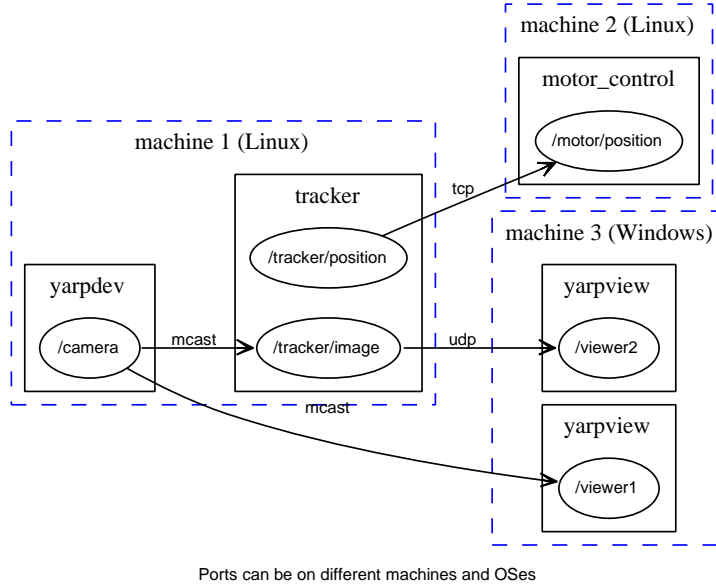 machine 2 (Linux)
motor_control
/motor/position
machine 1 (Linux)
tcp
tracker
/tracker/position
machine 3 (Windows)
yarpdev
yarpview
/camera
mcast
/tracker/image
udp
/viewer2
mcast
yarpview
/viewer1
Ports can be on different machines and OSes